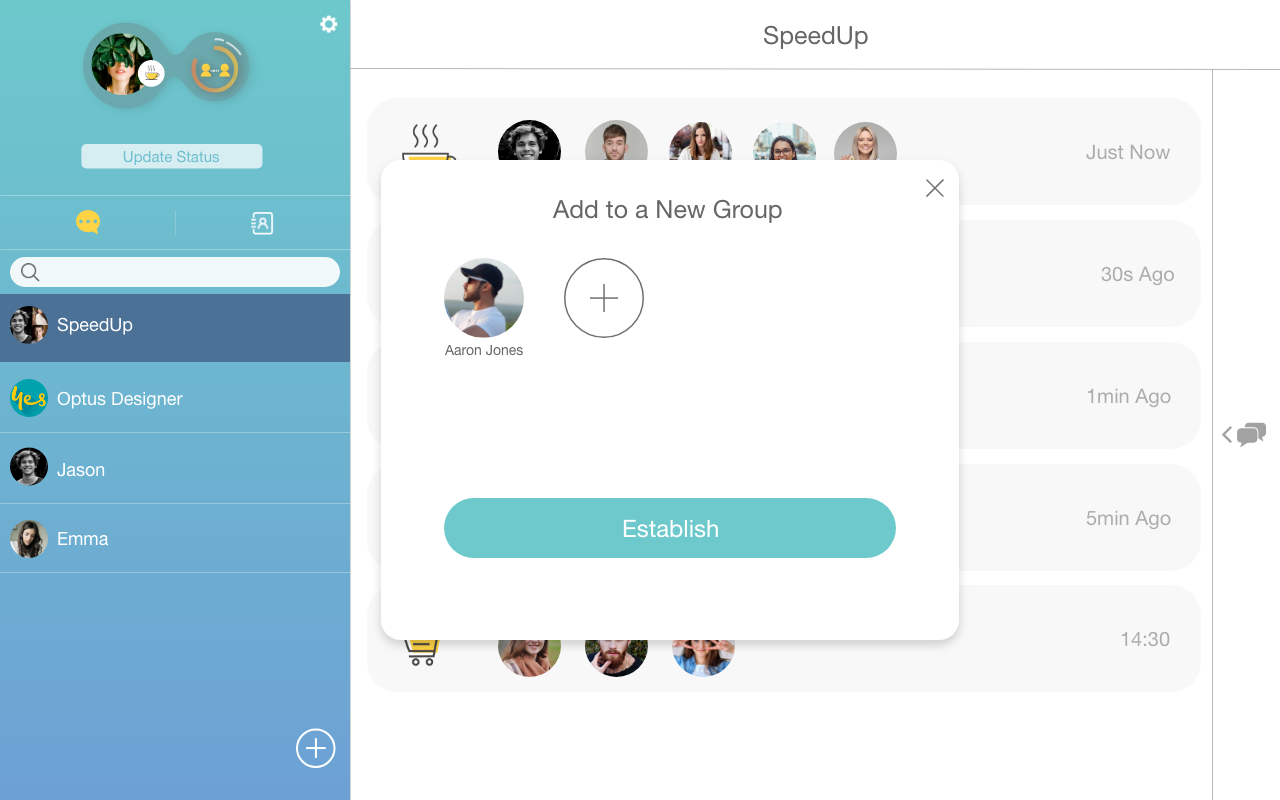 SpeedUp
Update Status
Just Now
Add to a New Group
30s Ago
SpeedUp
Aaron Jones
yes
Optus Designer
1min Ago
Jason
5min Ago
Establish
Emma
14:30